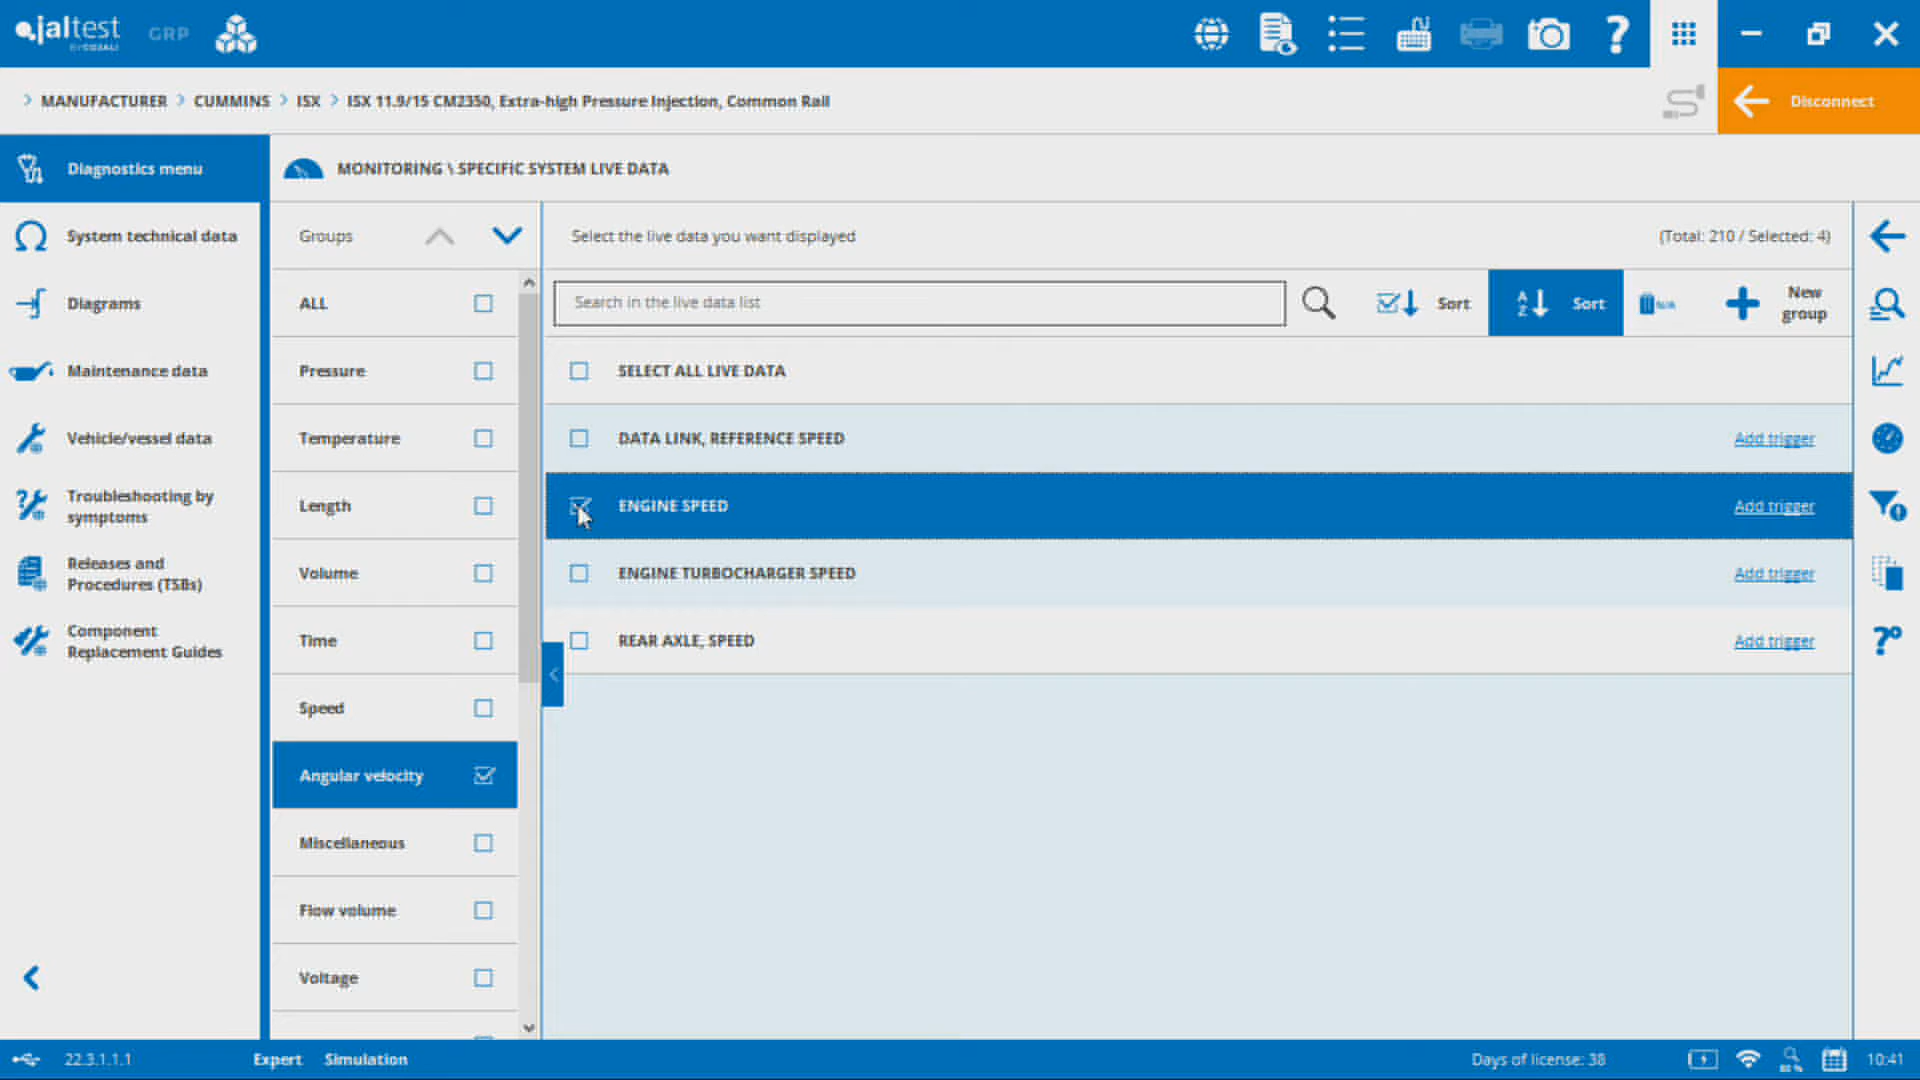 jaltest
BY COJALI
GRP
> MANUFACTURER > CUMMINS > ISX > ISX 11.9/15 CM2350, Extra-high Pressure Injection, Common Rail
Disconnect
Diagnostics menu
System technical data
Diagrams
Maintenance data
Vehicle/vessel data
Troubleshooting by
symptoms
Releases and
Procedures (TSBs)
Component
Replacement Guides
MONITORING \ SPECIFIC SYSTEM LIVE DATA
Groups
ALL
Pressure
Temperature
Length
Volume
Time
Speed
Angular velocity
Miscellaneous
Flow volume
Voltage
Select the live data you want displayed
(Total: 210 / Selected: 4)
Search in the live data list
Sort
A
Z
Sort
N/A
New
group
SELECT ALL LIVE DATA
DATA LINK, REFERENCE SPEED
Add trigger
ENGINE SPEED
Add trigger
ENGINE TURBOCHARGER SPEED
Add trigger
REAR AXLE, SPEED
Add trigger
22.3.1.1.1
Expert
Simulation
Days of license: 38
80 %
10:41